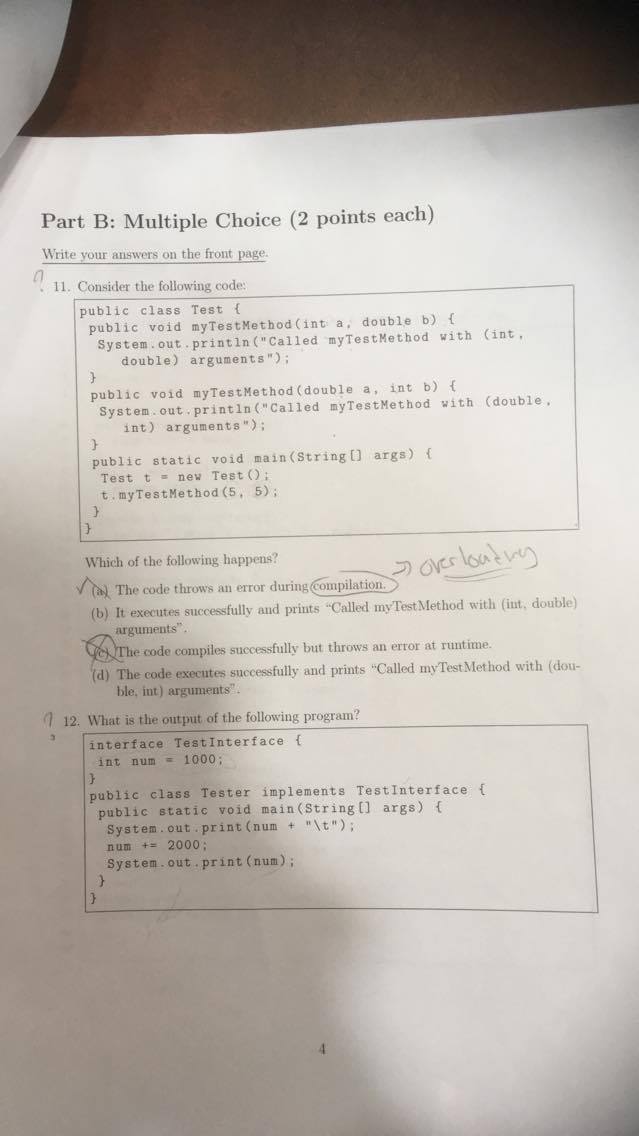 Part B: Multiple Choice (2 points each)
Write your answers on the front page.
? 11. Consider the following code:
public class Test {
public void myTestMethod(int a, double b) {
System.out.println("Called myTestMethod with (int,
double) arguments");
}
public void myTestMethod(double a, int b) {
System.out.println("Called myTestMethod with (double,
int) arguments");
}
public static void main(String[] args) {
Test t = new Test();
t.myTestMethod(5, 5);
}
}
Which of the following happens?
→ overloading
✓ (a) The code throws an error during compilation.
(b) It executes successfully and prints “Called myTestMethod with (int, double)
arguments”.
(c) The code compiles successfully but throws an error at runtime.
(d) The code executes successfully and prints “Called myTestMethod with (dou-
ble, int) arguments”.
? 12. What is the output of the following program?
interface TestInterface {
int num = 1000;
}
public class Tester implements TestInterface {
public static void main(String[] args) {
System.out.print(num + "\t");
num += 2000;
System.out.print(num);
}
}
4